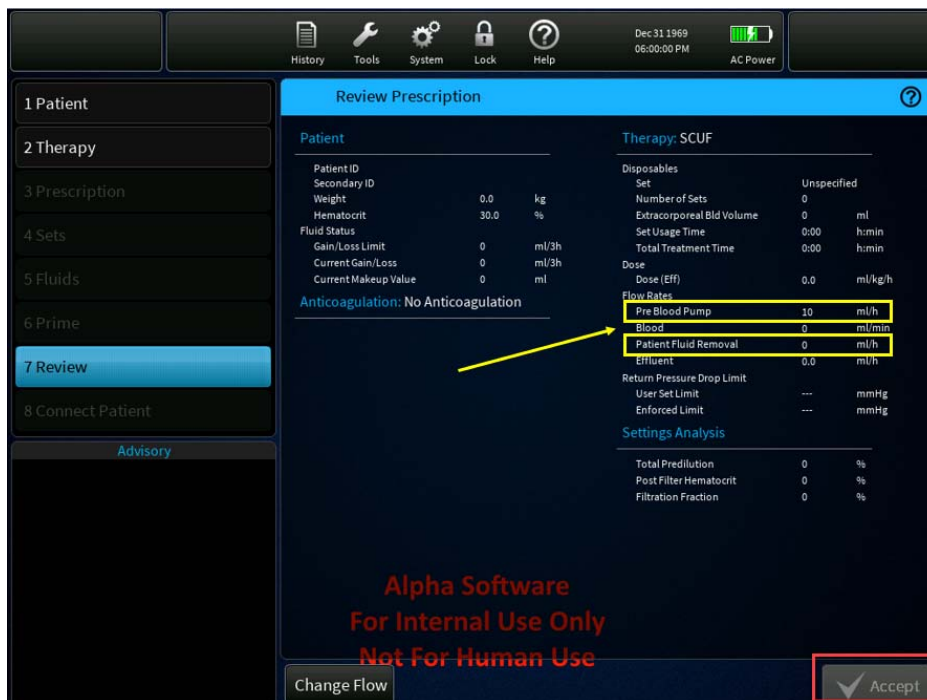 History Tools System Lock Help
Dec 31 1969
06:00:00 PM
AC Power
1 Patient
2 Therapy
3 Prescription
4 Sets
5 Fluids
6 Prime
7 Review
8 Connect Patient
Advisory
Review Prescription
Patient
Patient ID
Secondary ID
Weight 0.0 kg
Hematocrit 30.0 %
Fluid Status
Gain/Loss Limit 0 ml/3h
Current Gain/Loss 0 ml/3h
Current Makeup Value 0 ml
Anticoagulation: No Anticoagulation
Therapy: SCUF
Disposables
Set Unspecified
Number of Sets 0
Extracorporeal Bld Volume 0 ml
Set Usage Time 0:00 h:min
Total Treatment Time 0:00 h:min
Dose
Dose (Eff) 0.0 ml/kg/h
Flow Rates
Pre Blood Pump 10 ml/h
Blood 0 ml/min
Patient Fluid Removal 0 ml/h
Effluent 0.0 ml/h
Return Pressure Drop Limit
User Set Limit --- mmHg
Enforced Limit --- mmHg
Settings Analysis
Total Predilution 0 %
Post Filter Hematocrit 0 %
Filtration Fraction 0 %
Alpha Software
For Internal Use Only
Not For Human Use
Change Flow
Accept